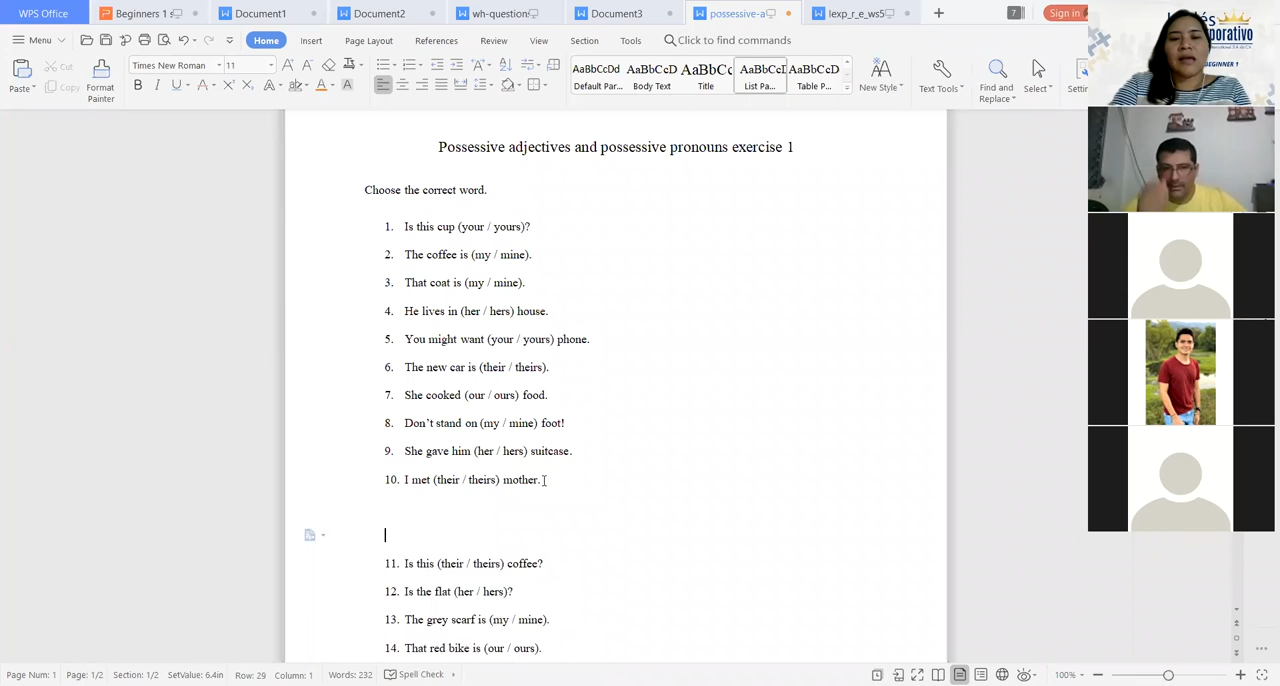 WPS Office Beginners 1 Document1 Document2 wh-question Document3 possessive-a lexp_r_e_ws5 + 7 Sign in
Menu Home Insert Page Layout References Review View Section Tools Click to find commands
Paste Cut Copy Format Painter Times New Roman 11 B I U
AaBbCcDd AaBbCcD AaBbCc AaBbCcI AaBbCcD
Default Par... Body Text Title List Pa... Table P... New Style Text Tools Find and Replace Select
BEGINNER 1
Possessive adjectives and possessive pronouns exercise 1
Choose the correct word.
1. Is this cup (your / yours)?
2. The coffee is (my / mine).
3. That coat is (my / mine).
4. He lives in (her / hers) house.
5. You might want (your / yours) phone.
6. The new car is (their / theirs).
7. She cooked (our / ours) food.
8. Don't stand on (my / mine) foot!
9. She gave him (her / hers) suitcase.
10. I met (their / theirs) mother.
11. Is this (their / theirs) coffee?
12. Is the flat (her / hers)?
13. The grey scarf is (my / mine).
14. That red bike is (our / ours).
Page Num: 1 Page: 1/2 Section: 1/2 SetValue: 6.4in Row: 29 Column: 1 Words: 232 Spell Check 100%